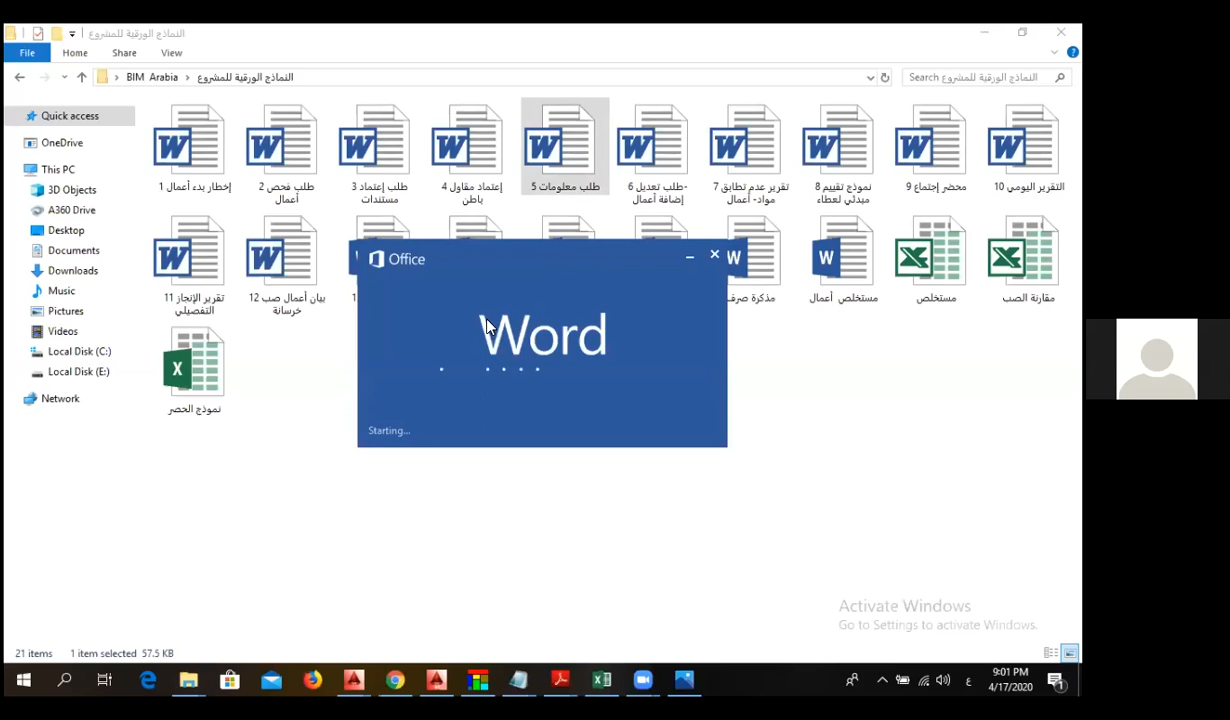 النماذج الورقية للمشروع
File Home Share View
BIM Arabia › النماذج الورقية للمشروع
Search النماذج الورقية للمشروع
Quick access
OneDrive
This PC
3D Objects
A360 Drive
Desktop
Documents
Downloads
Music
Pictures
Videos
Local Disk (C:)
Local Disk (E:)
Network
إخطار بدء أعمال 1
طلب فحص 2
أعمال
طلب إعتماد 3
مستندات
إعتماد مقاول 4
باطن
طلب معلومات 5
طلب تعديل 6-
إضافة أعمال
تقرير عدم تطابق 7
مواد- أعمال
نموذج تقييم 8
مبدئي لعطاء
محضر إجتماع 9
التقرير اليومي 10
تقرير الإنجاز 11
التفصيلي
بيان أعمال صب 12
خرسانة
مذكرة صرف
مستخلص أعمال
مستخلص
مقارنة الصب
نموذج الحصر
Office
Word
Starting...
Activate Windows
Go to Settings to activate Windows.
21 items 1 item selected 57.5 KB
9:01 PM
4/17/2020
ع
1